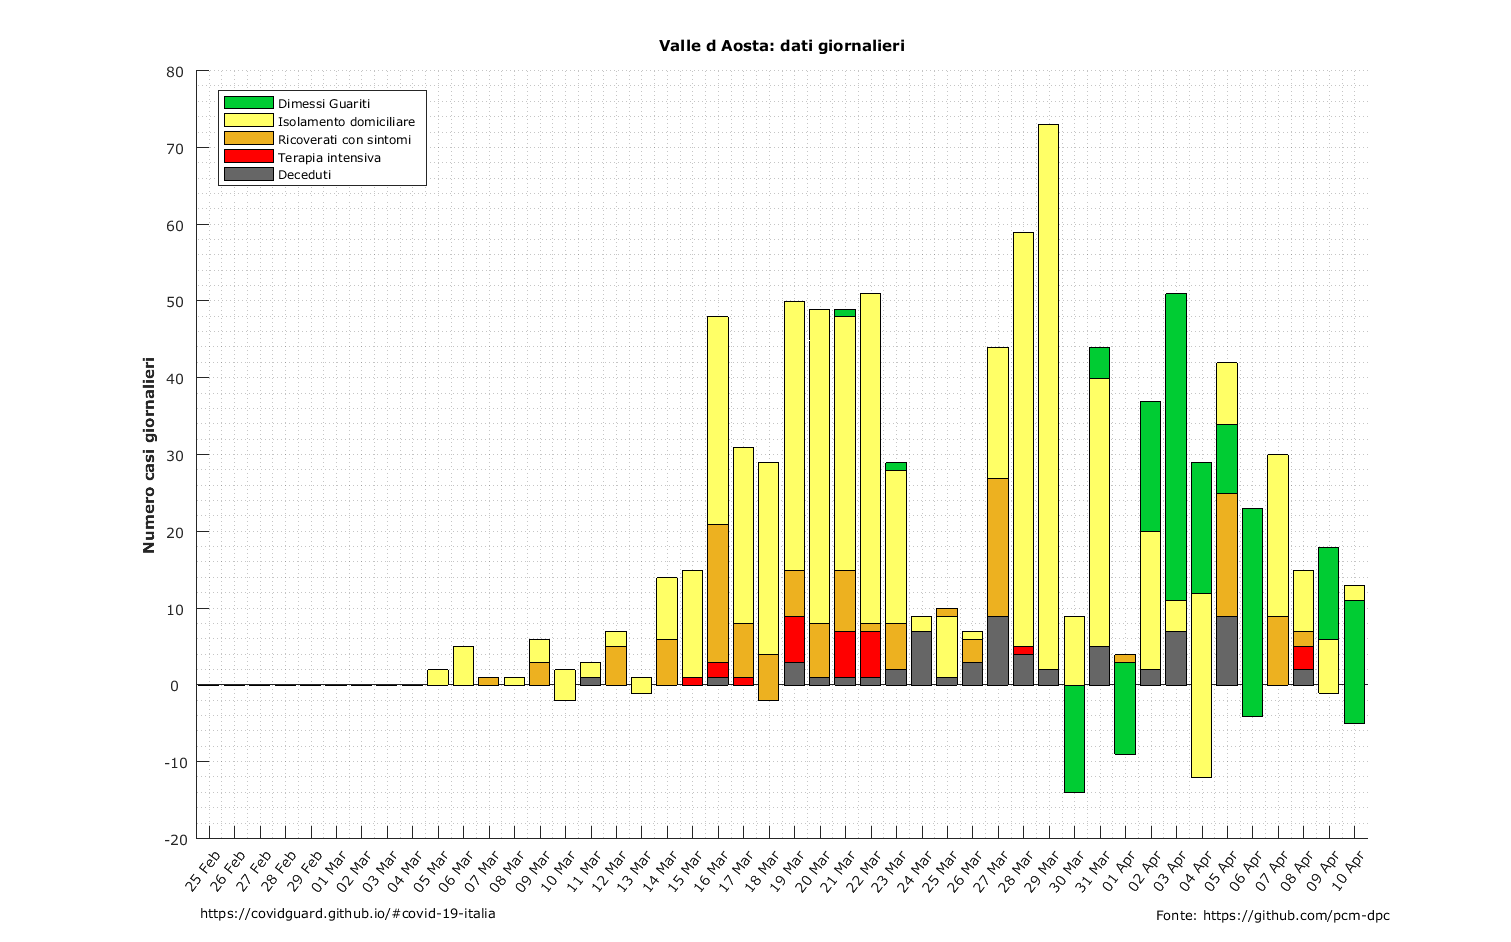 Valle d Aosta: dati giornalieri
80
70
60
50
40
30
20
10
0
-10
-20
Numero casi giornalieri
Dimessi Guariti
Isolamento domiciliare
Ricoverati con sintomi
Terapia intensiva
Deceduti
25 Feb
26 Feb
27 Feb
28 Feb
29 Feb
01 Mar
02 Mar
03 Mar
04 Mar
05 Mar
06 Mar
07 Mar
08 Mar
09 Mar
10 Mar
11 Mar
12 Mar
13 Mar
14 Mar
15 Mar
16 Mar
17 Mar
18 Mar
19 Mar
20 Mar
21 Mar
22 Mar
23 Mar
24 Mar
25 Mar
26 Mar
27 Mar
28 Mar
29 Mar
30 Mar
31 Mar
01 Apr
02 Apr
03 Apr
04 Apr
05 Apr
06 Apr
07 Apr
08 Apr
09 Apr
10 Apr
https://covidguard.github.io/#covid-19-italia
Fonte: https://github.com/pcm-dpc